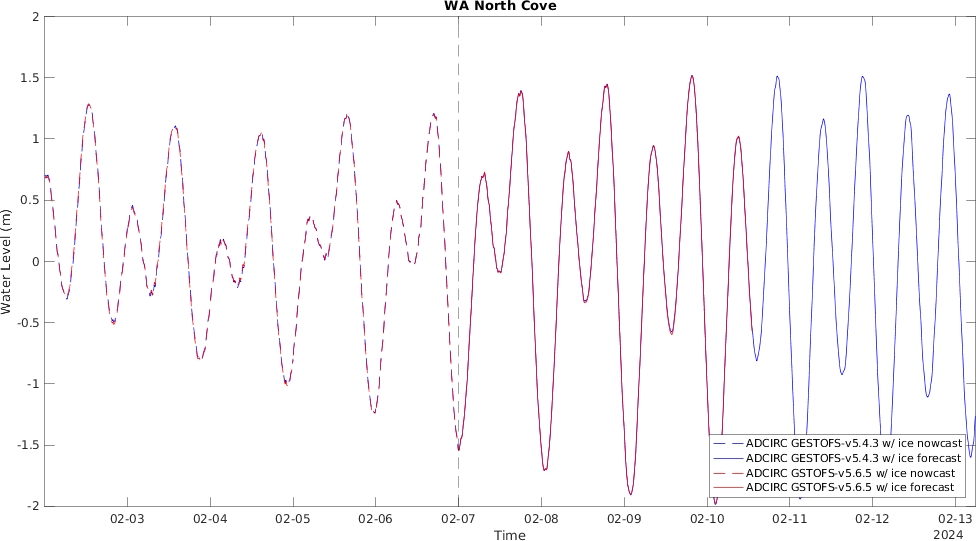 WA North Cove
2
1.5
1
0.5
0
-0.5
-1
-1.5
-2
Water Level (m)
ADCIRC GESTOFS-v5.4.3 w/ ice nowcast
ADCIRC GESTOFS-v5.4.3 w/ ice forecast
ADCIRC GSTOFS-v5.6.5 w/ ice nowcast
ADCIRC GSTOFS-v5.6.5 w/ ice forecast
02-03 02-04 02-05 02-06 02-07 02-08 02-09 02-10 02-11 02-12 02-13
Time 2024